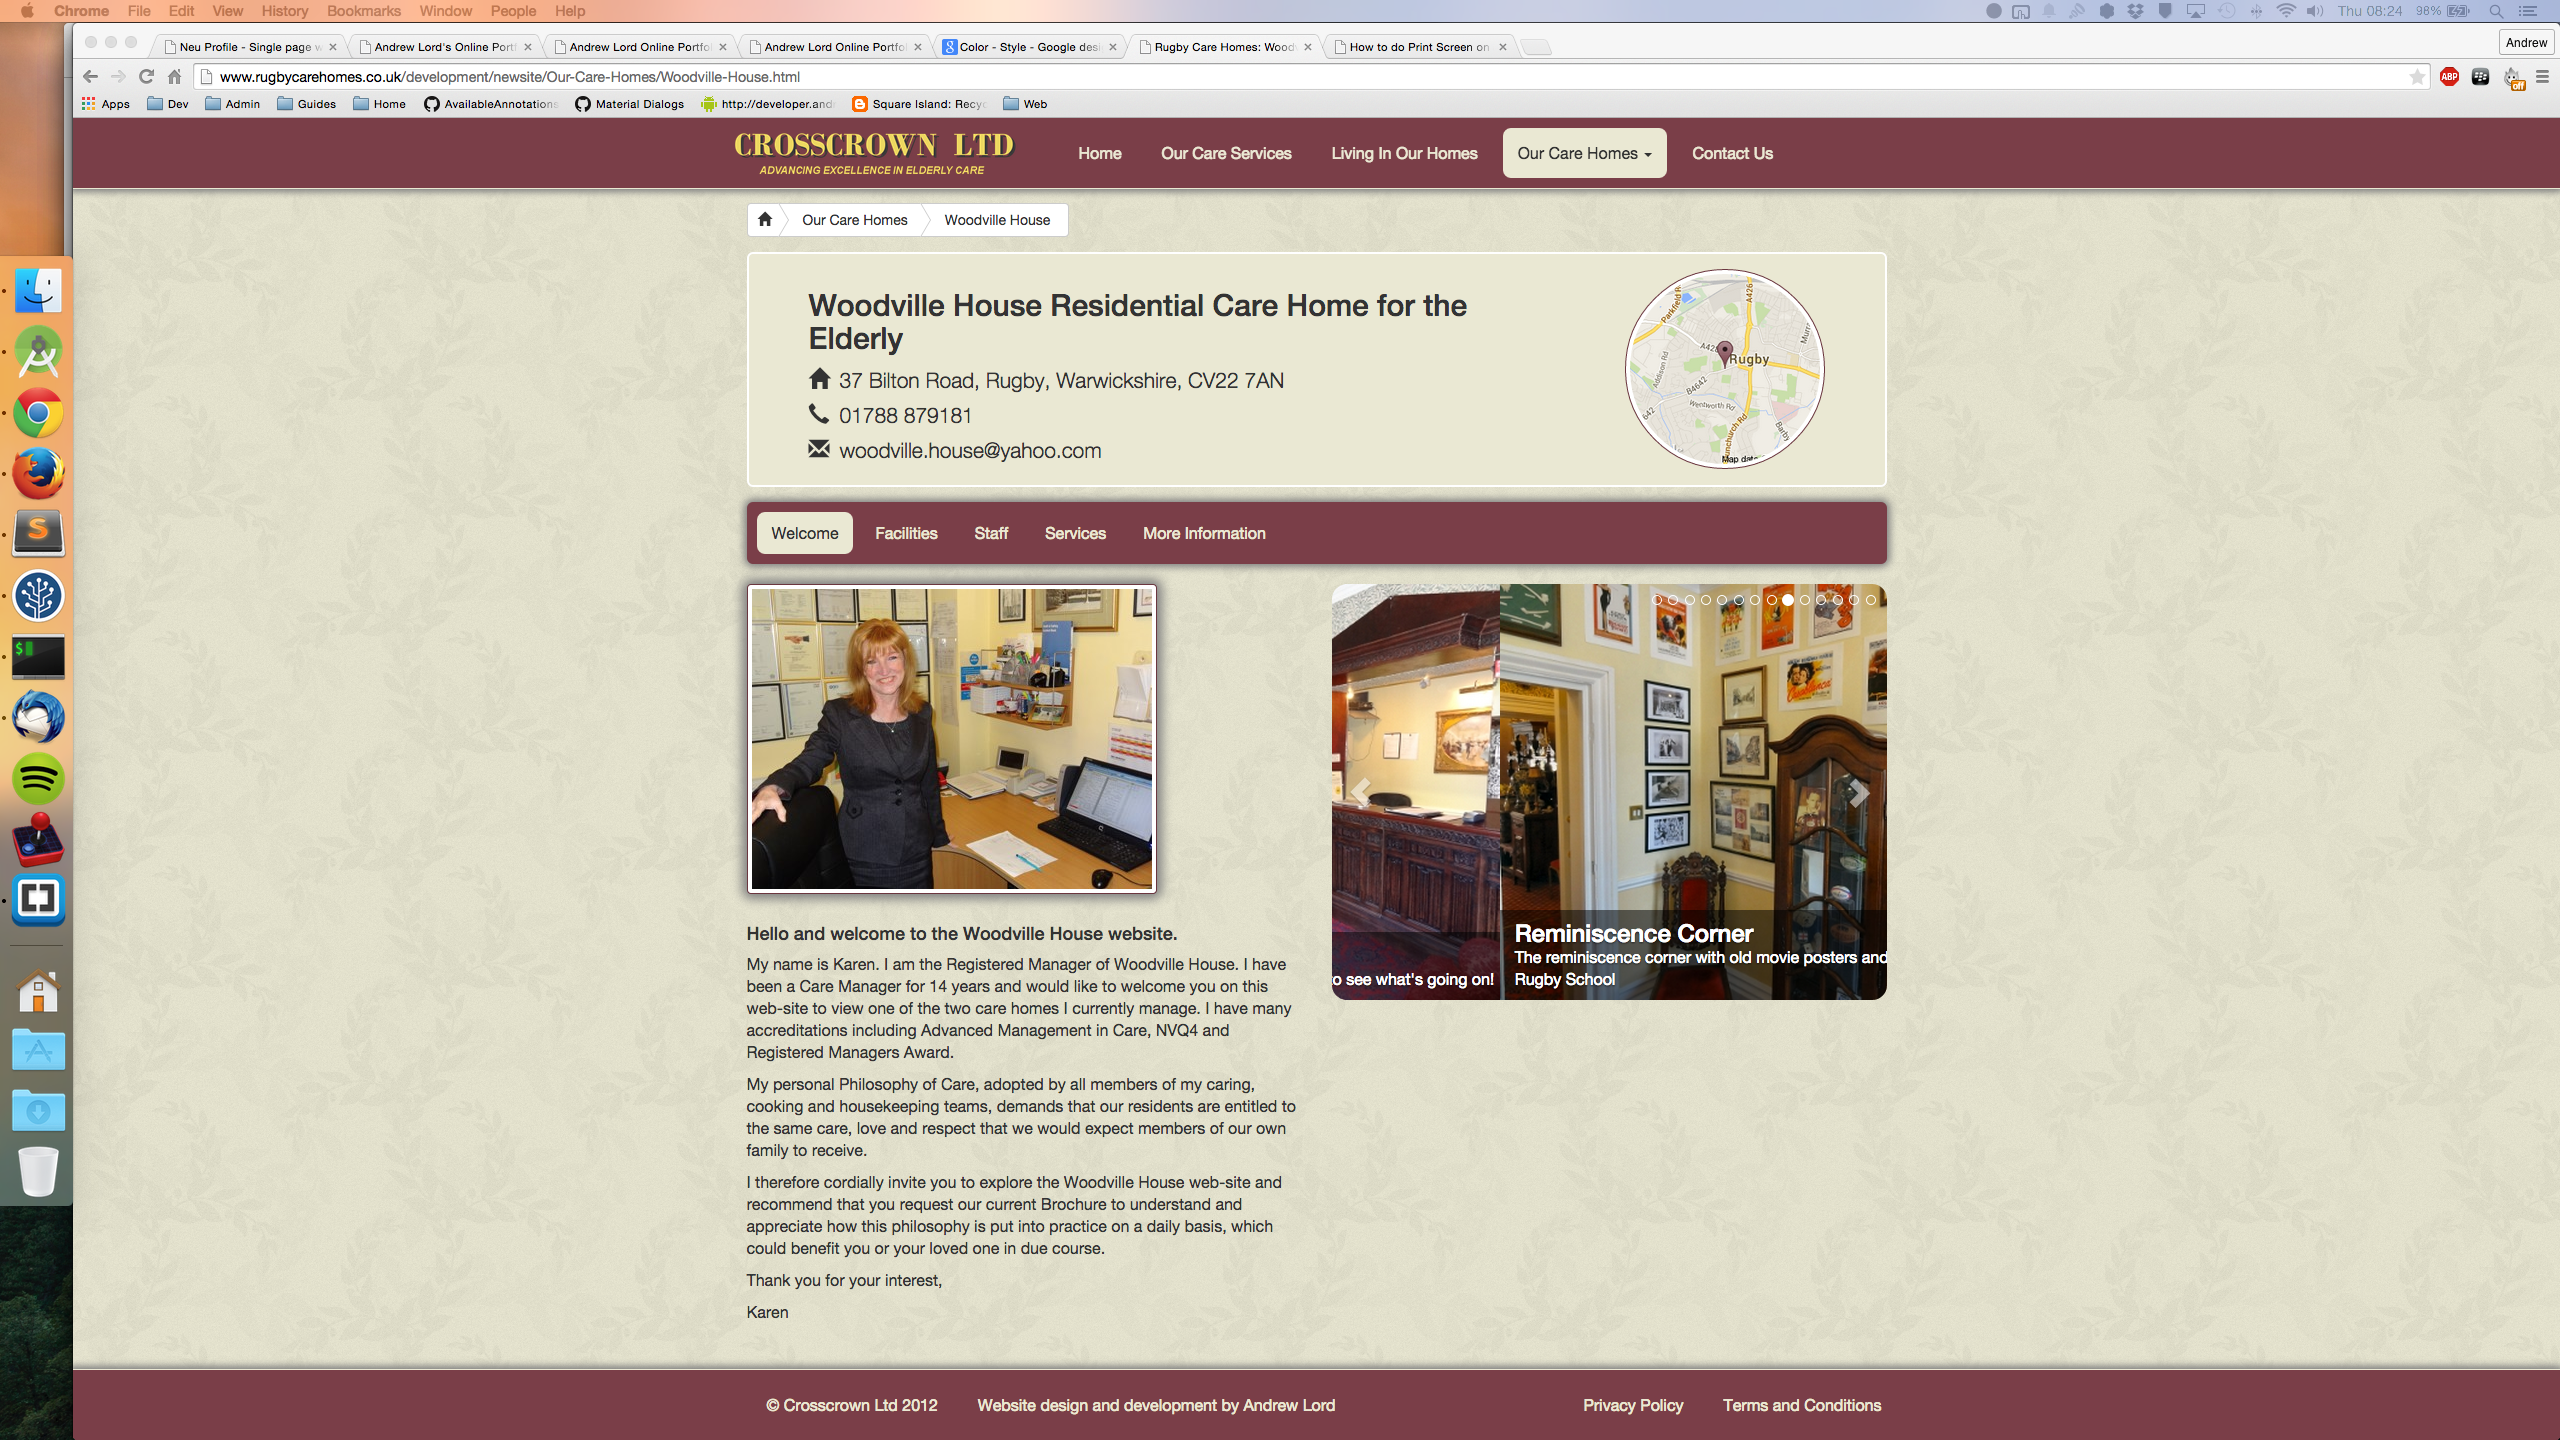 Chrome File Edit View History Bookmarks Window People Help
Thu 08:24 98%
Neu Profile - Single page
Andrew Lord's Online Port
Andrew Lord Online Portfo
Andrew Lord Online Portfo
Color - Style - Google desi
Rugby Care Homes: Wood
How to do Print Screen on
Andrew
www.rugbycarehomes.co.uk/development/newsite/Our-Care-Homes/Woodville-House.html
ABP
off
Apps Dev Admin Guides Home AvailableAnnotations Material Dialogs http://developer.and Square Island: Recy Web
CROSSCROWN LTD
ADVANCING EXCELLENCE IN ELDERLY CARE
Home Our Care Services Living In Our Homes Our Care Homes Contact Us
Our Care Homes Woodville House
Woodville House Residential Care Home for the
Elderly
37 Bilton Road, Rugby, Warwickshire, CV22 7AN
01788 879181
woodville.house@yahoo.com
A426
Parkfield R
Rugby
Addison Rd
B4642
Wentworth Rd
642
Barby
Map dat
Welcome Facilities Staff Services More Information
Casablanca
Reminiscence Corner
The reminiscence corner with old movie posters and
Rugby School
o see what's going on!
Hello and welcome to the Woodville House website.
My name is Karen. I am the Registered Manager of Woodville House. I have
been a Care Manager for 14 years and would like to welcome you on this
web-site to view one of the two care homes I currently manage. I have many
accreditations including Advanced Management in Care, NVQ4 and
Registered Managers Award.
My personal Philosophy of Care, adopted by all members of my caring,
cooking and housekeeping teams, demands that our residents are entitled to
the same care, love and respect that we would expect members of our own
family to receive.
I therefore cordially invite you to explore the Woodville House web-site and
recommend that you request our current Brochure to understand and
appreciate how this philosophy is put into practice on a daily basis, which
could benefit you or your loved one in due course.
Thank you for your interest,
Karen
© Crosscrown Ltd 2012 Website design and development by Andrew Lord Privacy Policy Terms and Conditions